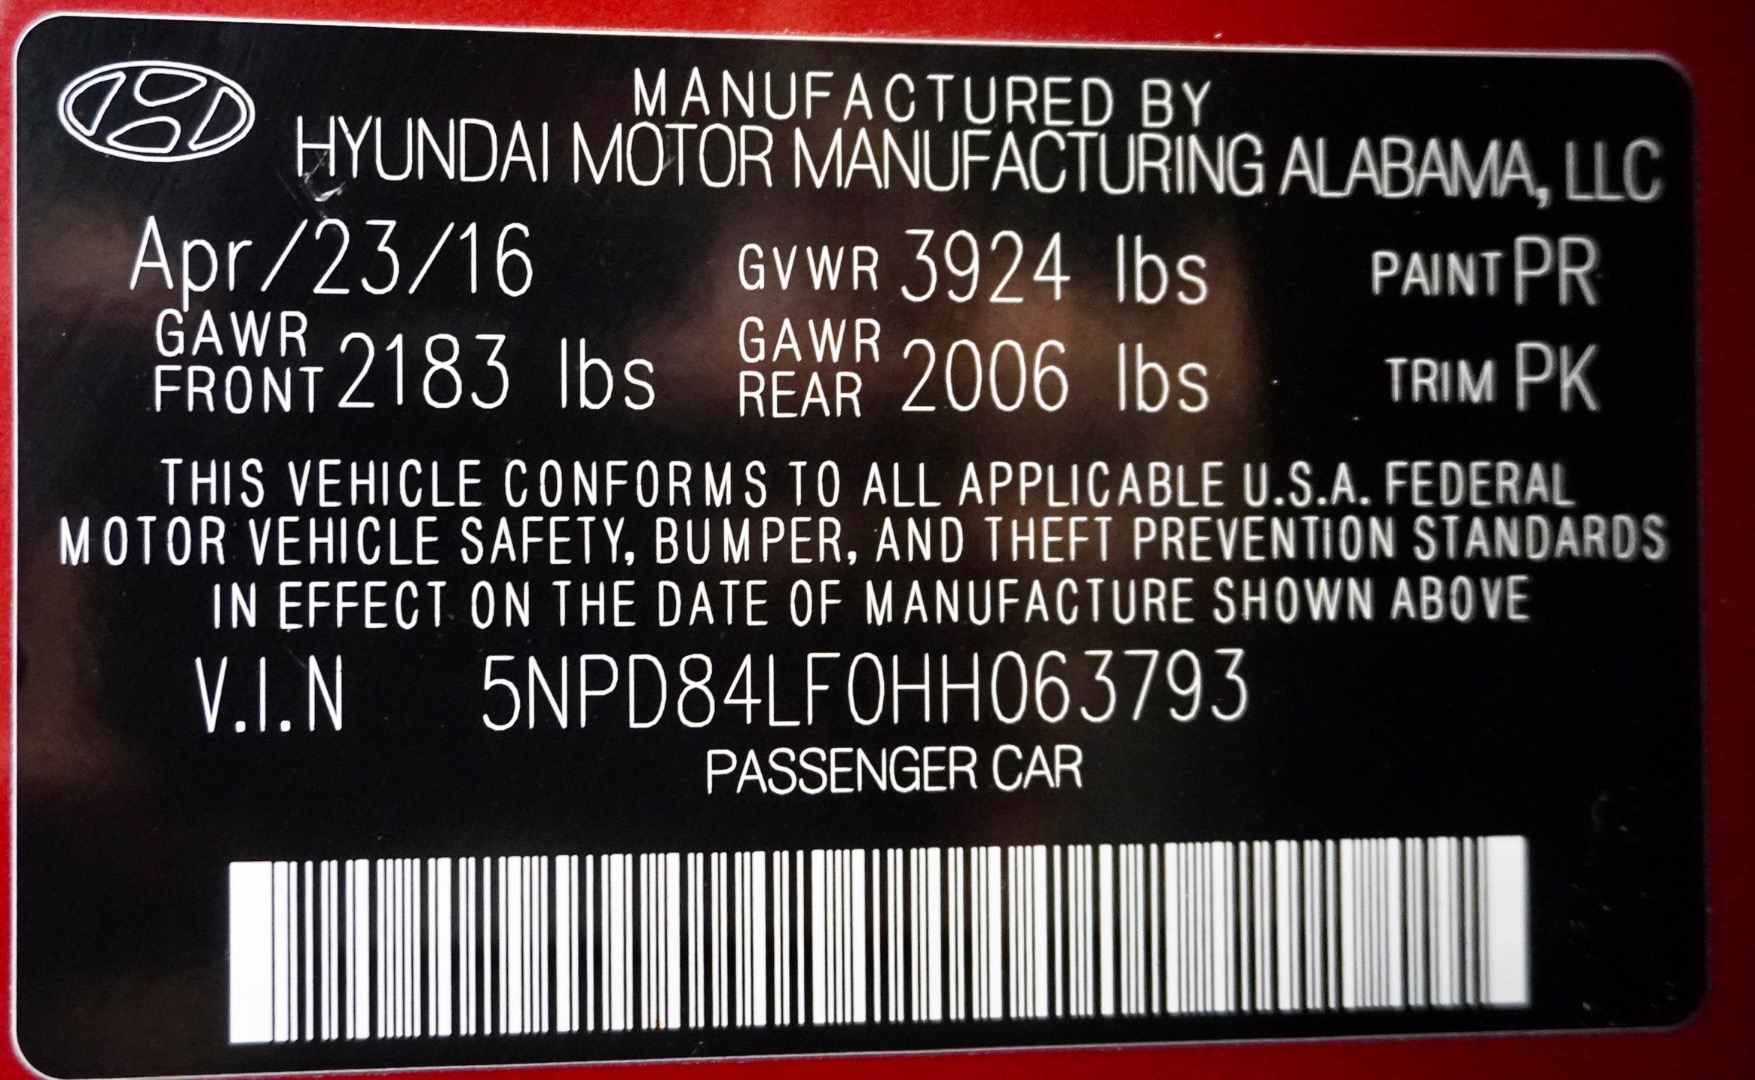 MANUFACTURED BY
HYUNDAI MOTOR MANUFACTURING ALABAMA, LLC
Apr/23/16 GVWR 3924 lbs PAINT PR
GAWR FRONT 2183 lbs GAWR REAR 2006 lbs TRIM PK
THIS VEHICLE CONFORMS TO ALL APPLICABLE U.S.A. FEDERAL
MOTOR VEHICLE SAFETY, BUMPER, AND THEFT PREVENTION STANDARDS
IN EFFECT ON THE DATE OF MANUFACTURE SHOWN ABOVE
V.I.N 5NPD84LF0HH063793
PASSENGER CAR